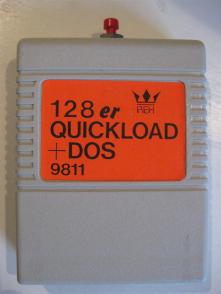 128er
REX
QUICKLOAD
+DOS
9811